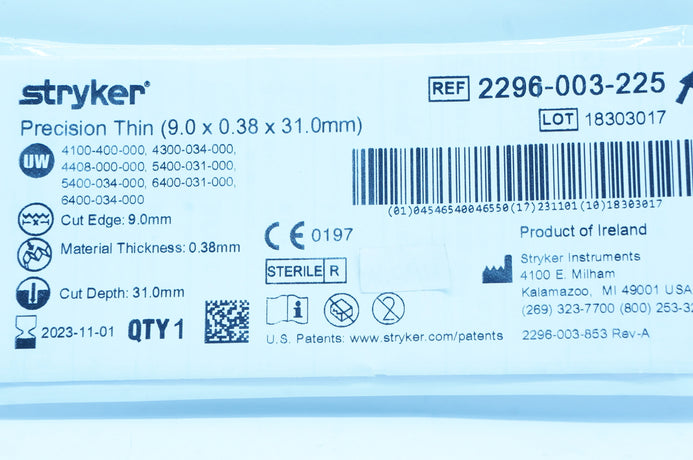 stryker®
REF 2296-003-225
LOT 18303017
Precision Thin (9.0 x 0.38 x 31.0mm)
UW 4100-400-000, 4300-034-000,
4408-000-000, 5400-031-000,
5400-034-000, 6400-031-000,
6400-034-000
(01)04546540046550(17)231101(10)18303017
Cut Edge: 9.0mm
Material Thickness: 0.38mm
Cut Depth: 31.0mm
2023-11-01 QTY 1
CE 0197
STERILE R
2
U.S. Patents: www.stryker.com/patents
Product of Ireland
Stryker Instruments
4100 E. Milham
Kalamazoo, MI 49001 USA
(269) 323-7700 (800) 253-32
2296-003-853 Rev-A